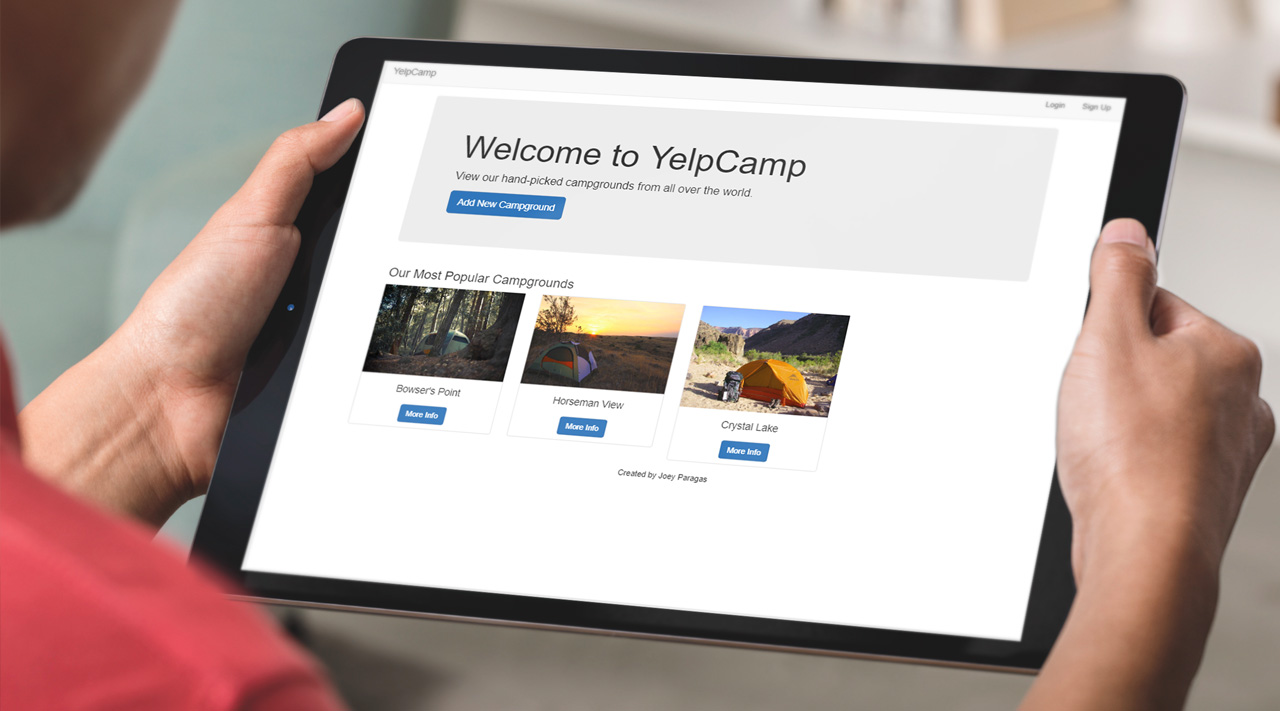 YelpCamp
Login Sign Up
Welcome to YelpCamp
View our hand-picked campgrounds from all over the world.
Add New Campground
Our Most Popular Campgrounds
Bowser's Point
More Info
Horseman View
More Info
Crystal Lake
More Info
Created by Joey Paragas